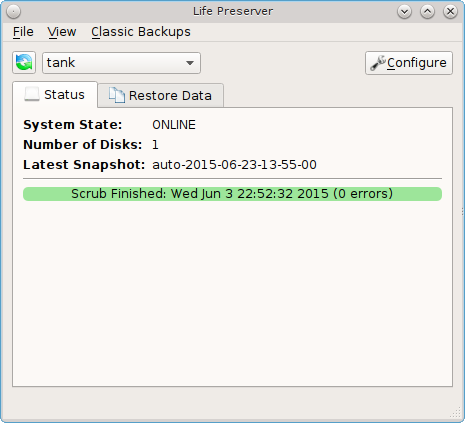 Life Preserver
File View Classic Backups
tank Configure
Status Restore Data
System State: ONLINE
Number of Disks: 1
Latest Snapshot: auto-2015-06-23-13-55-00
Scrub Finished: Wed Jun 3 22:52:32 2015 (0 errors)